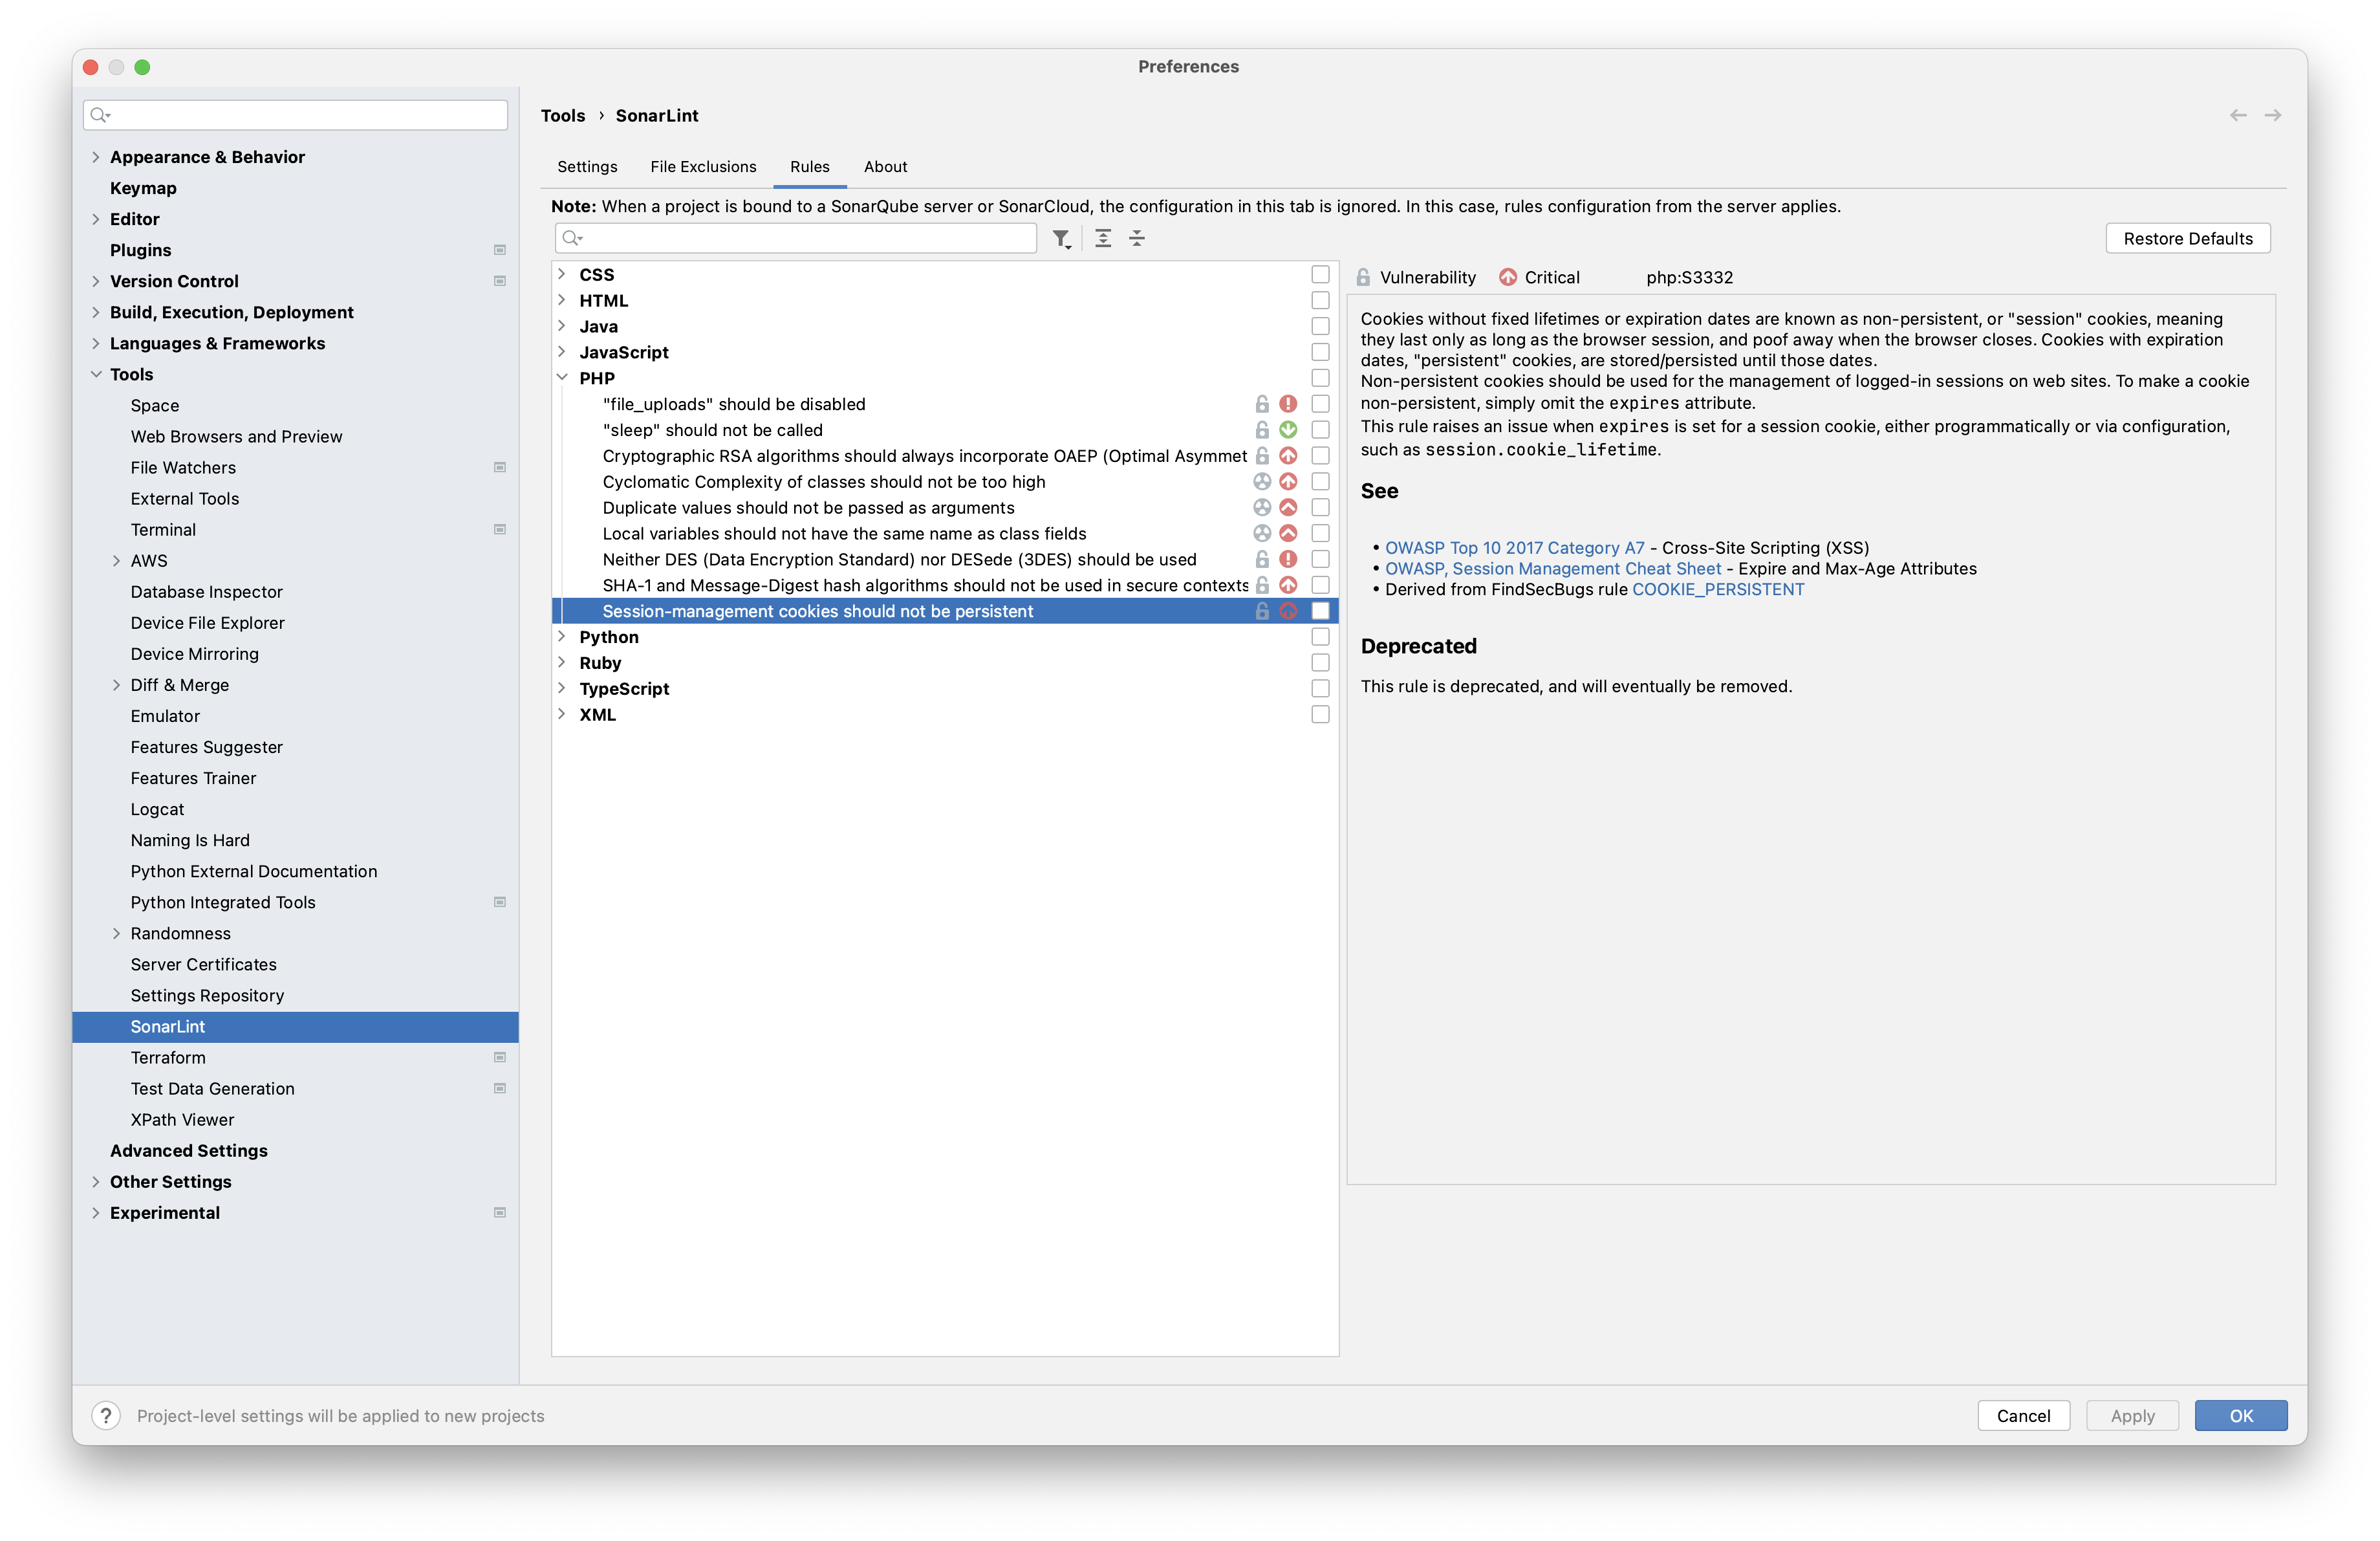 Preferences
Appearance & Behavior
Keymap
Editor
Plugins
Version Control
Build, Execution, Deployment
Languages & Frameworks
Tools
Space
Web Browsers and Preview
File Watchers
External Tools
Terminal
AWS
Database Inspector
Device File Explorer
Device Mirroring
Diff & Merge
Emulator
Features Suggester
Features Trainer
Logcat
Naming Is Hard
Python External Documentation
Python Integrated Tools
Randomness
Server Certificates
Settings Repository
SonarLint
Terraform
Test Data Generation
XPath Viewer
Advanced Settings
Other Settings
Experimental
Tools › SonarLint
Settings File Exclusions Rules About
Note: When a project is bound to a SonarQube server or SonarCloud, the configuration in this tab is ignored. In this case, rules configuration from the server applies.
Restore Defaults
CSS
HTML
Java
JavaScript
PHP
"file_uploads" should be disabled
"sleep" should not be called
Cryptographic RSA algorithms should always incorporate OAEP (Optimal Asymmet
Cyclomatic Complexity of classes should not be too high
Duplicate values should not be passed as arguments
Local variables should not have the same name as class fields
Neither DES (Data Encryption Standard) nor DESede (3DES) should be used
SHA-1 and Message-Digest hash algorithms should not be used in secure contexts
Session-management cookies should not be persistent
Python
Ruby
TypeScript
XML
Vulnerability Critical php:S3332
Cookies without fixed lifetimes or expiration dates are known as non-persistent, or "session" cookies, meaning
they last only as long as the browser session, and poof away when the browser closes. Cookies with expiration
dates, "persistent" cookies, are stored/persisted until those dates.
Non-persistent cookies should be used for the management of logged-in sessions on web sites. To make a cookie
non-persistent, simply omit the expires attribute.
This rule raises an issue when expires is set for a session cookie, either programmatically or via configuration,
such as session.cookie_lifetime.
See
• OWASP Top 10 2017 Category A7 - Cross-Site Scripting (XSS)
• OWASP, Session Management Cheat Sheet - Expire and Max-Age Attributes
• Derived from FindSecBugs rule COOKIE_PERSISTENT
Deprecated
This rule is deprecated, and will eventually be removed.
? Project-level settings will be applied to new projects
Cancel Apply OK